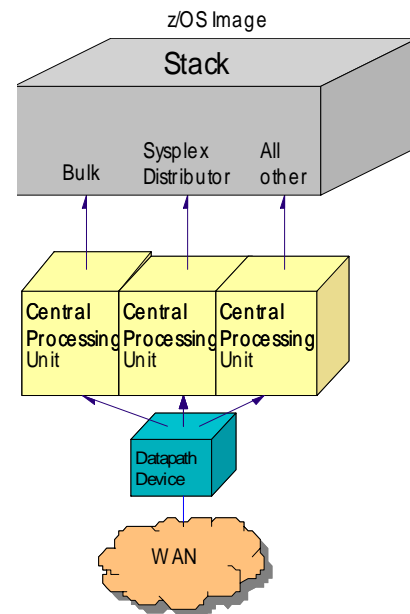 z/OS Image
Stack
Bulk
Sysplex
Distributor
All
other
Central
Processing
Unit
Central
Processing
Unit
Central
Processing
Unit
Datapath
Device
WAN